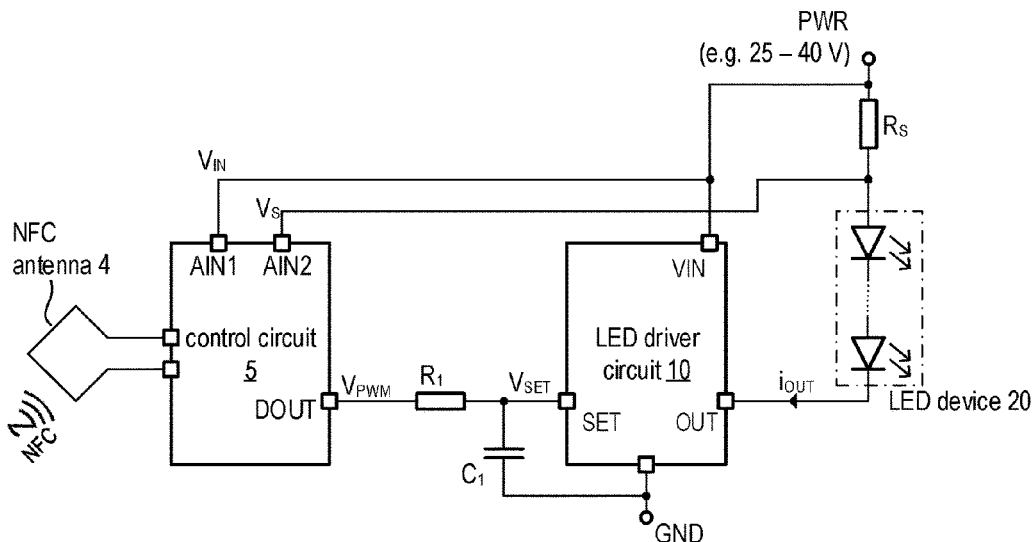 PWR
(e.g. 25 – 40 V)
RS
VIN
VS
NFC
antenna 4
AIN1
AIN2
VIN
control circuit
5
LED driver
circuit 10
VPWM
R1
VSET
iOUT
DOUT
SET
OUT
LED device 20
NFC
C1
GND